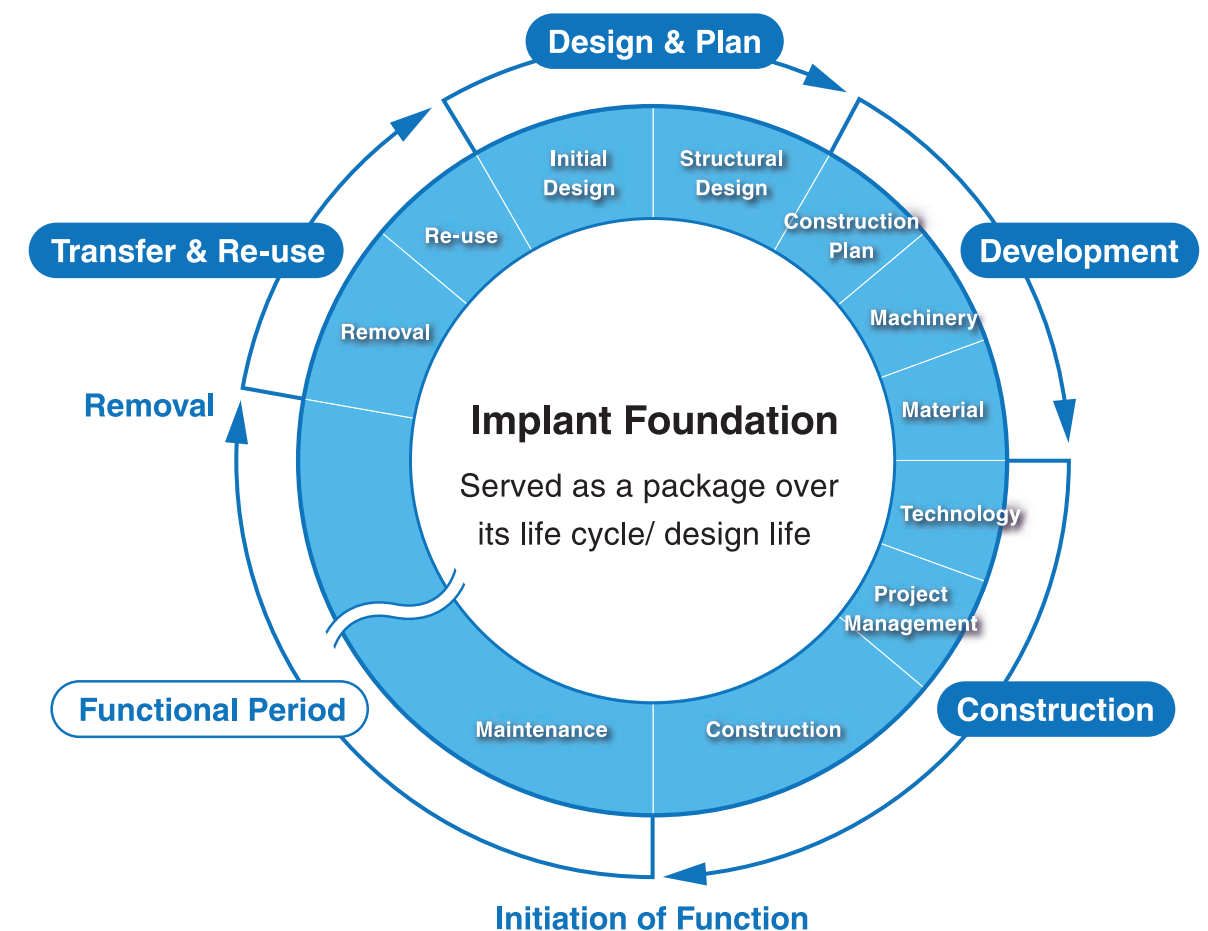 Design & Plan
Initial
Design
Structural
Design
Construction
Plan
Re-use
Transfer & Re-use
Development
Machinery
Removal
Removal
Material
Implant Foundation
Served as a package over
its life cycle/ design life
Technology
Project
Management
Functional Period
Construction
Maintenance
Construction
Initiation of Function